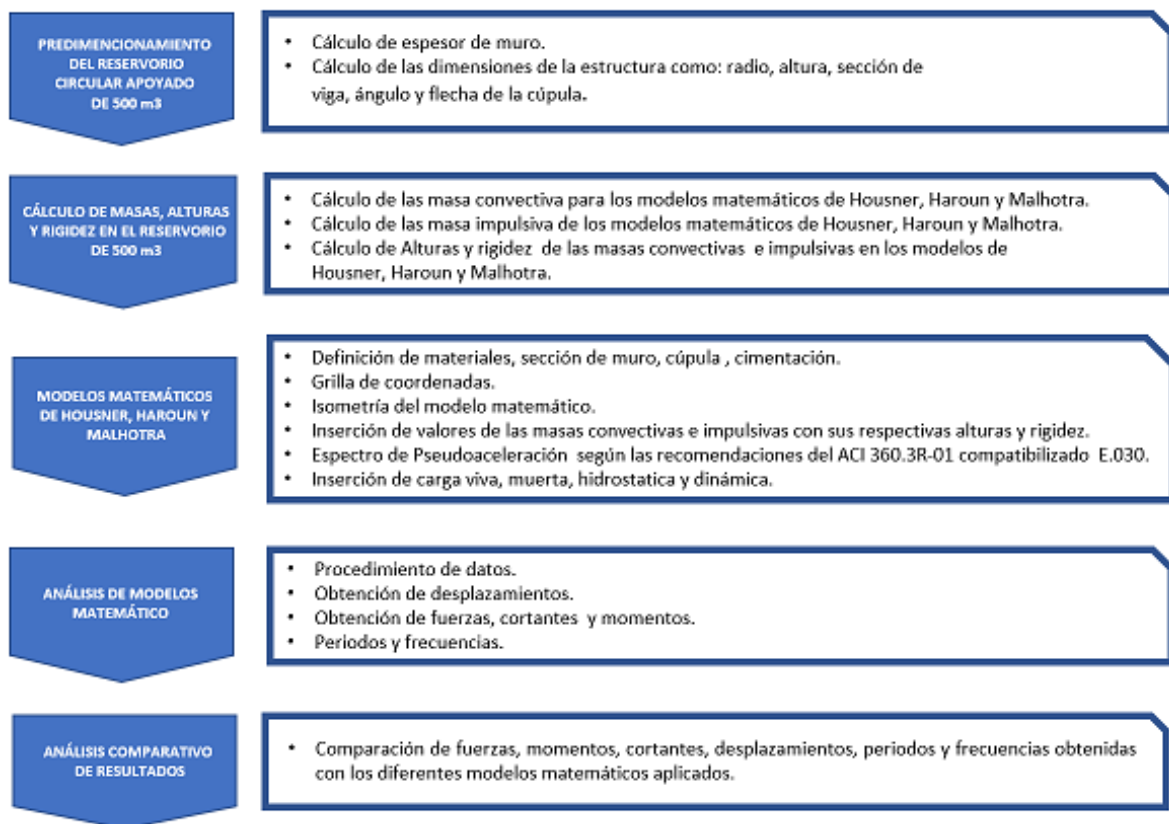 PREDIMENCIONAMIENTO
DEL RESERVORIO
CIRCULAR APOYADO
DE 500 m3
• Cálculo de espesor de muro.
• Cálculo de las dimensiones de la estructura como: radio, altura, sección de
viga, ángulo y flecha de la cúpula.
CÁLCULO DE MASAS, ALTURAS
Y RIGIDEZ EN EL RESERVORIO
DE 500 m3
• Cálculo de las masa convectiva para los modelos matemáticos de Housner, Haroun y Malhotra.
• Cálculo de las masa impulsiva de los modelos matemáticos de Housner, Haroun y Malhotra.
• Cálculo de Alturas y rigidez de las masas convectivas e impulsivas en los modelos de
Housner, Haroun y Malhotra.
MODELOS MATEMÁTICOS
DE HOUSNER, HAROUN Y
MALHOTRA
• Definición de materiales, sección de muro, cúpula , cimentación.
• Grilla de coordenadas.
• Isometría del modelo matemático.
• Inserción de valores de las masas convectivas e impulsivas con sus respectivas alturas y rigidez.
• Espectro de Pseudoaceleración según las recomendaciones del ACI 360.3R-01 compatibilizado E.030.
• Inserción de carga viva, muerta, hidrostatica y dinámica.
ANÁLISIS DE MODELOS
MATEMÁTICO
• Procedimiento de datos.
• Obtención de desplazamientos.
• Obtención de fuerzas, cortantes y momentos.
• Periodos y frecuencias.
ANÁLISIS COMPARATIVO
DE RESULTADOS
• Comparación de fuerzas, momentos, cortantes, desplazamientos, periodos y frecuencias obtenidas
con los diferentes modelos matemáticos aplicados.